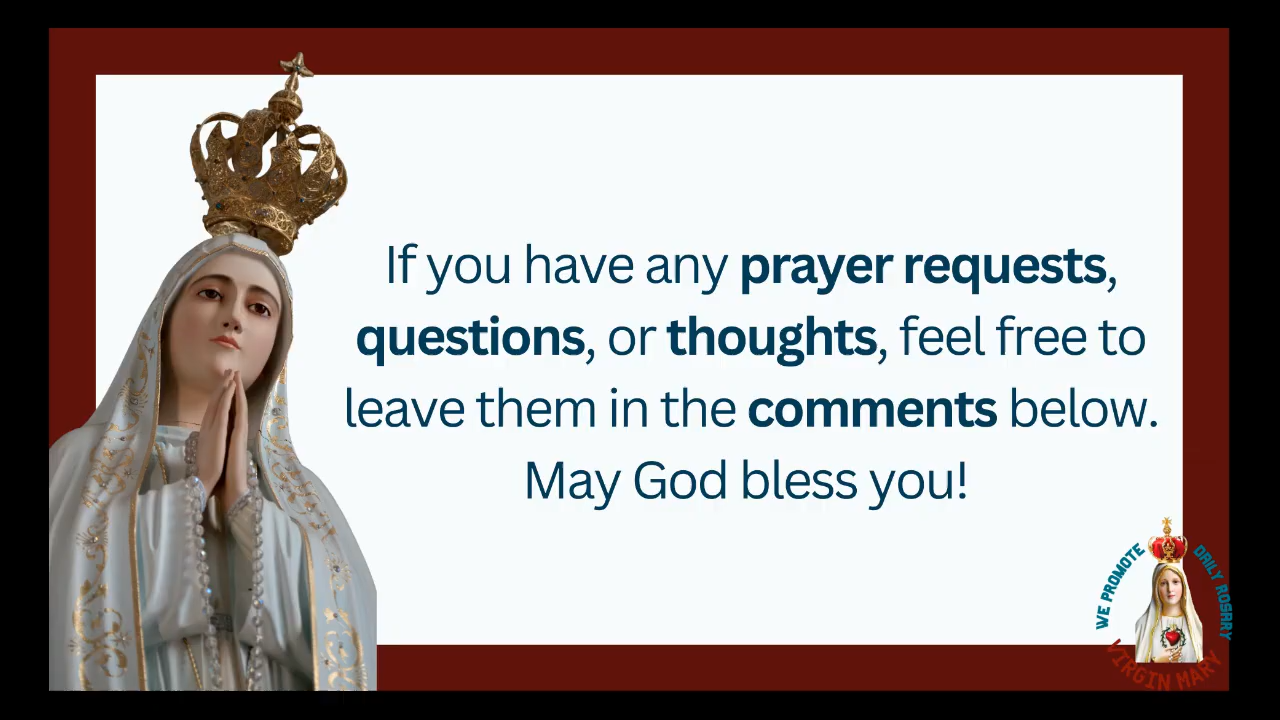 If you have any prayer requests,
questions, or thoughts, feel free to
leave them in the comments below.
May God bless you!
WE PROMOTE
DAILY ROSARY
VIRGIN MARY